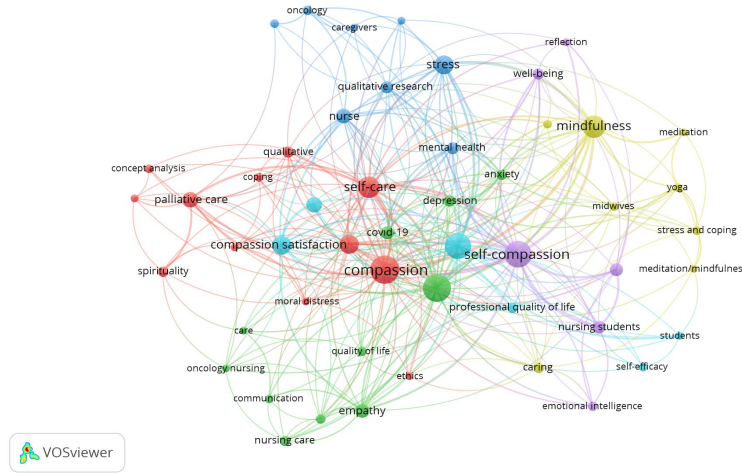 oncology
caregivers
reflection
stress
well-being
qualitative research
nurse
mindfulness
meditation
mental health
qualitative
concept analysis
coping
anxiety
self-care
yoga
palliative care
depression
midwives
covid-19
stress and coping
compassion satisfaction
self-compassion
spirituality
compassion
meditation/mindfulnes
moral distress
professional quality of life
nursing students
care
students
quality of life
oncology nursing
caring
self-efficacy
ethics
communication
empathy
emotional intelligence
nursing care
VOSviewer